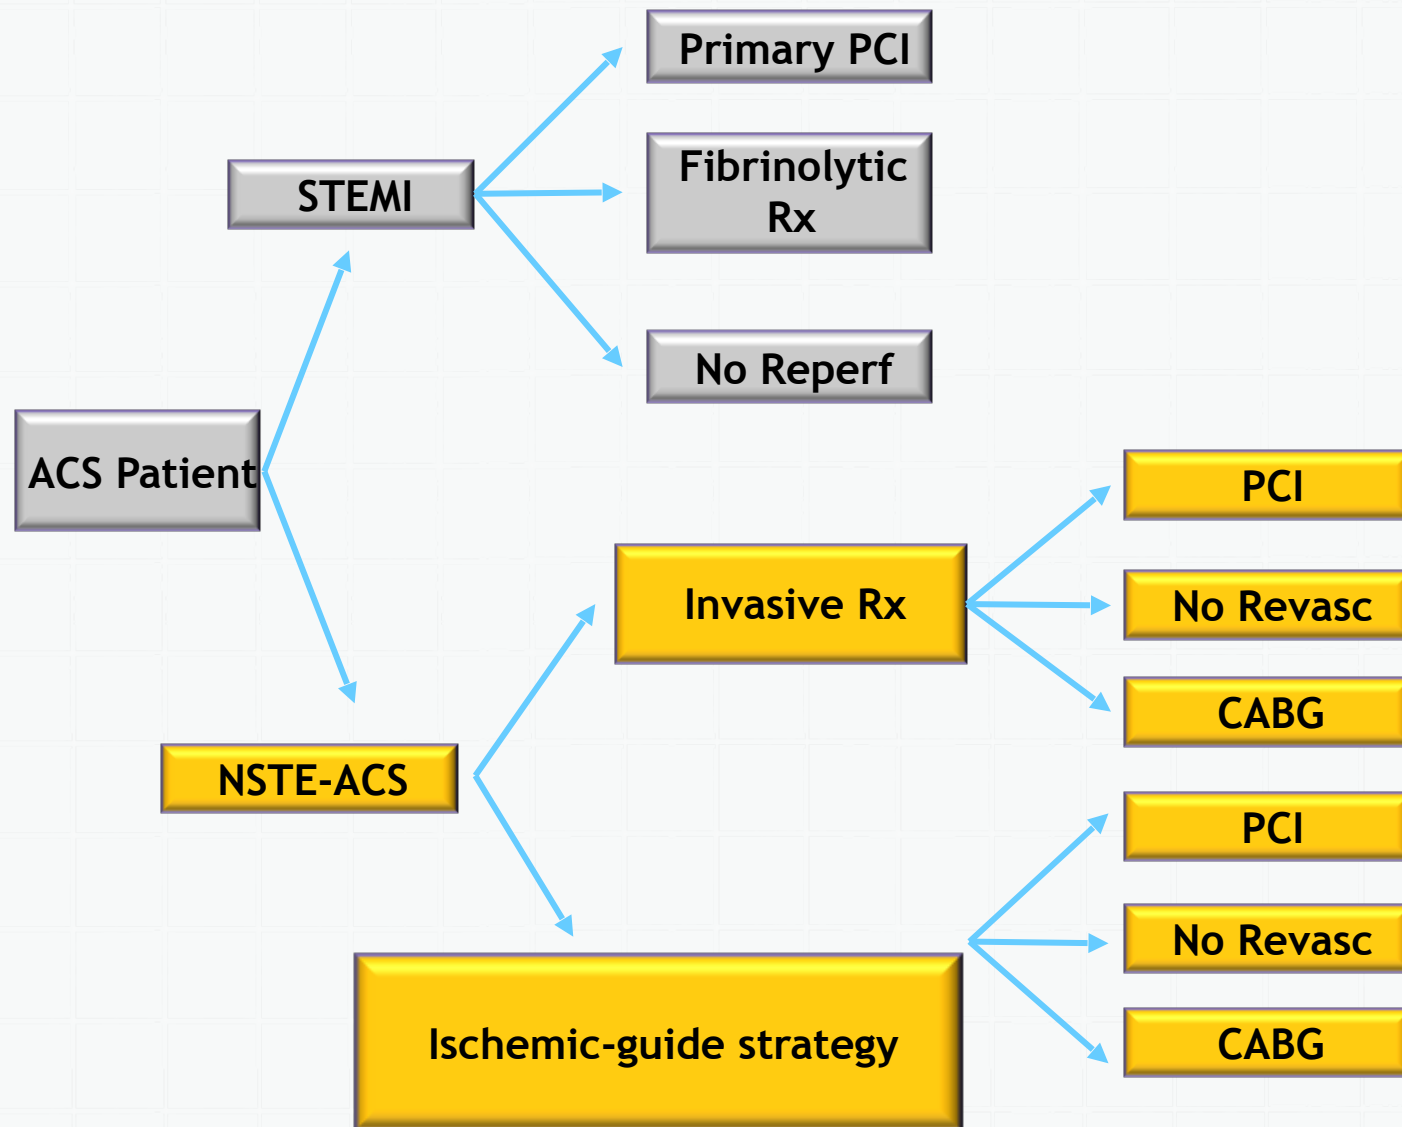 Primary PCI
Fibrinolytic
Rx
STEMI
No Reperf
ACS Patient
PCI
Invasive Rx
No Revasc
CABG
NSTE-ACS
PCI
No Revasc
Ischemic-guide strategy
CABG